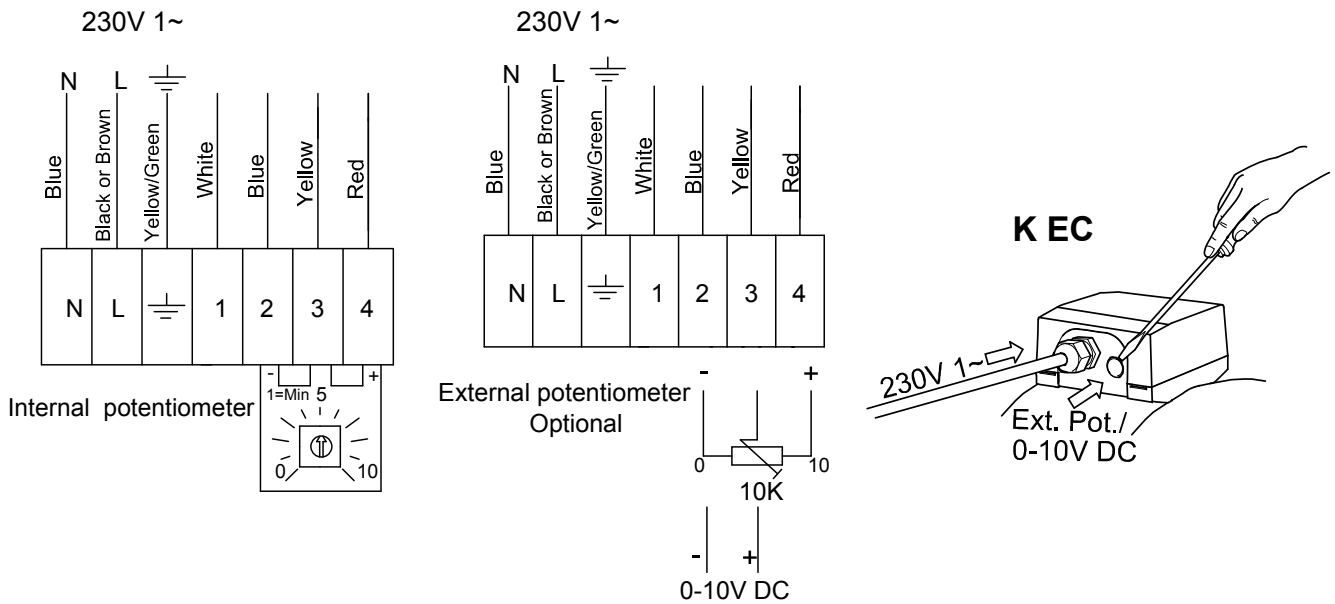 230V 1~
N L
Blue
Black or Brown
Yellow/Green
White
Blue
Yellow
Red
N L 1 2 3 4
- +
1=Min 5
0 10
Internal potentiometer
230V 1~
N L
Blue
Black or Brown
Yellow/Green
White
Blue
Yellow
Red
N L 1 2 3 4
- +
External potentiometer
Optional
0 10
10K
- +
0-10V DC
K EC
230V 1~
Ext. Pot./
0-10V DC